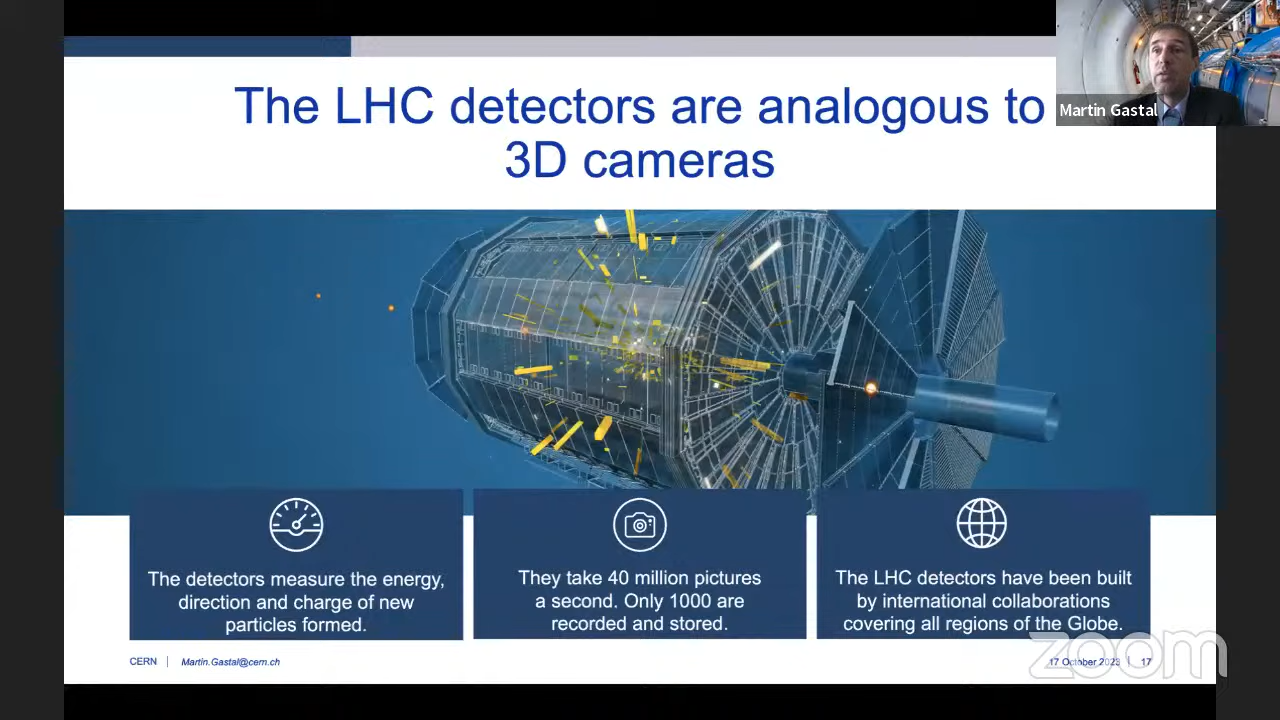 The LHC detectors are analogous to
3D cameras
Martin Gastal
The detectors measure the energy,
direction and charge of new
particles formed.
They take 40 million pictures
a second. Only 1000 are
recorded and stored.
The LHC detectors have been built
by international collaborations
covering all regions of the Globe.
CERN | Martin.Gastal@cern.ch
17 October 2023 | 17
zoom